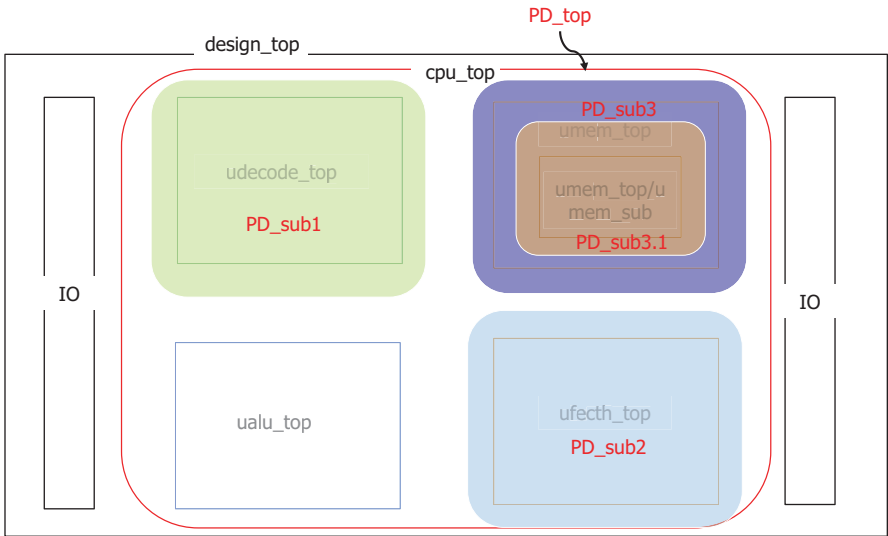 PD_top
design_top
cpu_top
PD_sub3
umem_top
udecode_top
umem_top/u
mem_sub
PD_sub1
PD_sub3.1
IO
IO
ualu_top
ufecth_top
PD_sub2